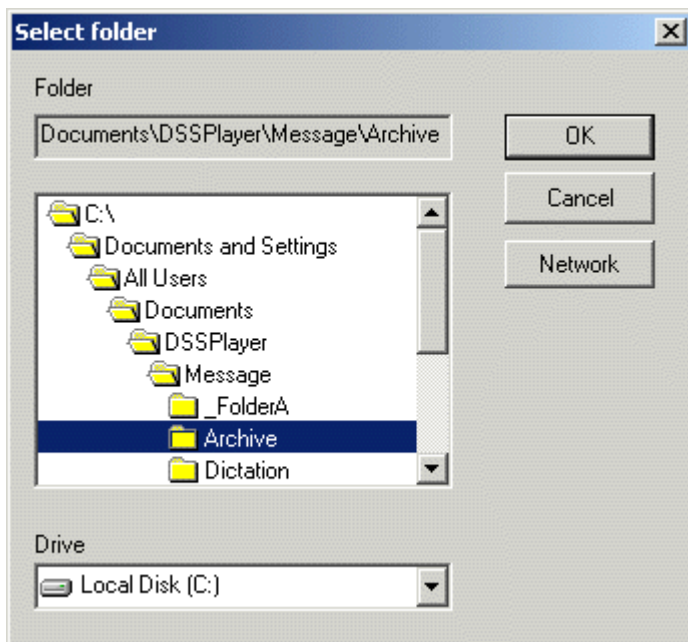 Select folder
Folder
Documents\DSSPlayer\Message\Archive
OK
Cancel
Network
C:\
Documents and Settings
All Users
Documents
DSSPlayer
Message
_FolderA
Archive
Dictation
Drive
Local Disk (C:)